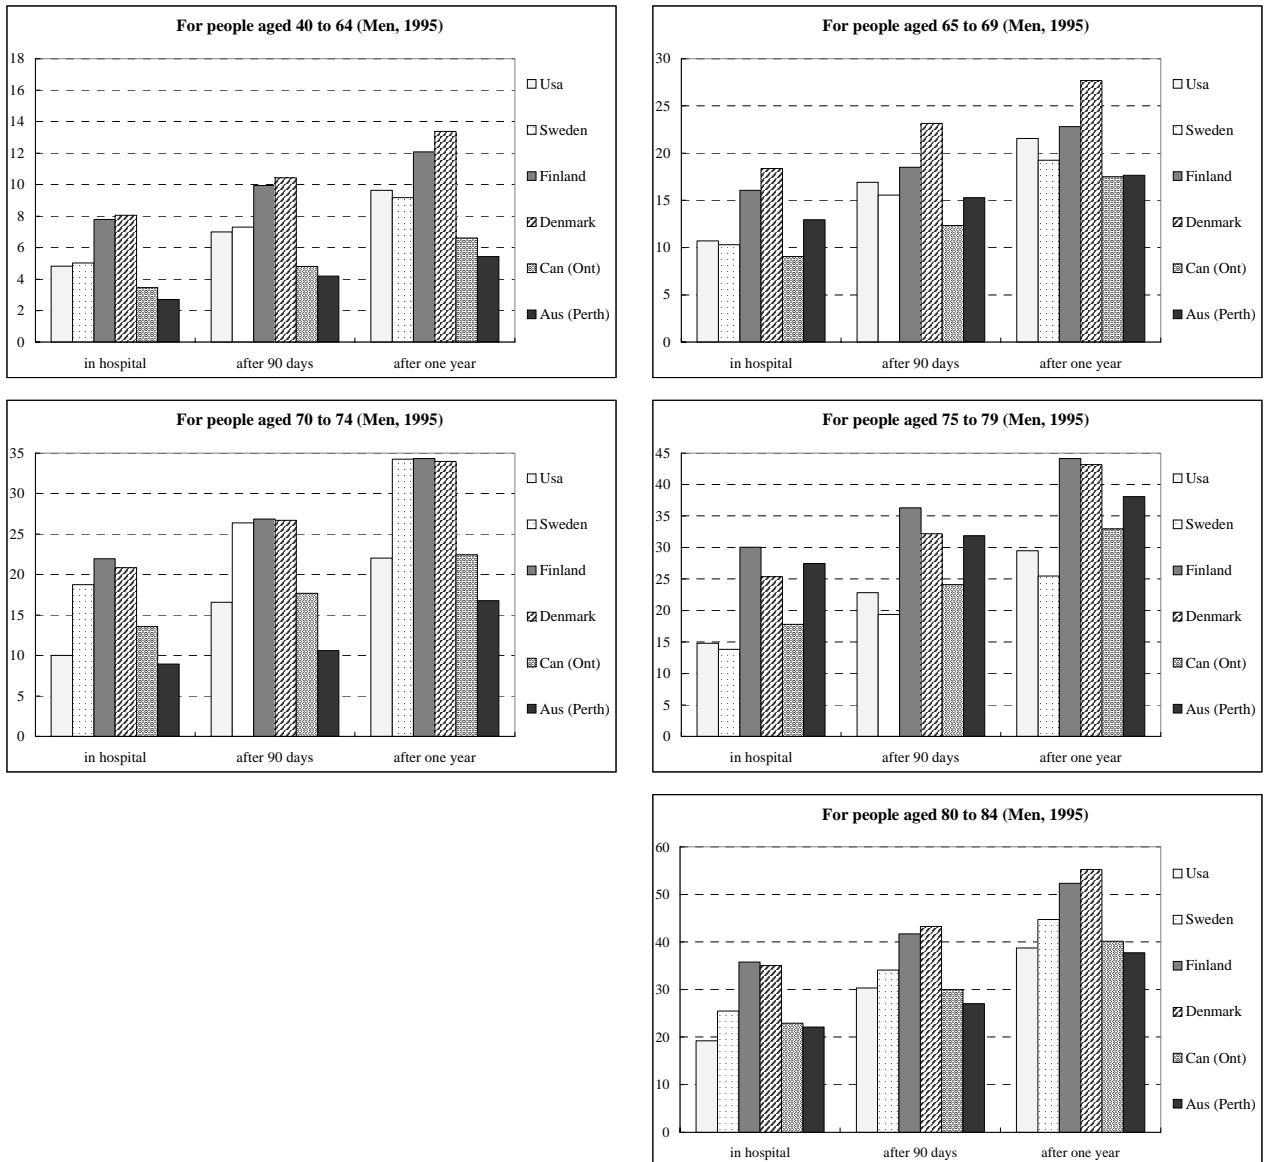 For people aged 40 to 64 (Men, 1995)
18
16
14
12
10
8
6
4
2
0
in hospital
after 90 days
after one year
Usa
Sweden
Finland
Denmark
Can (Ont)
Aus (Perth)
For people aged 65 to 69 (Men, 1995)
30
25
20
15
10
5
0
in hospital
after 90 days
after one year
Usa
Sweden
Finland
Denmark
Can (Ont)
Aus (Perth)
For people aged 70 to 74 (Men, 1995)
35
30
25
20
15
10
5
0
in hospital
after 90 days
after one year
Usa
Sweden
Finland
Denmark
Can (Ont)
Aus (Perth)
For people aged 75 to 79 (Men, 1995)
45
40
35
30
25
20
15
10
5
0
in hospital
after 90 days
after one year
Usa
Sweden
Finland
Denmark
Can (Ont)
Aus (Perth)
For people aged 80 to 84 (Men, 1995)
60
50
40
30
20
10
0
in hospital
after 90 days
after one year
Usa
Sweden
Finland
Denmark
Can (Ont)
Aus (Perth)